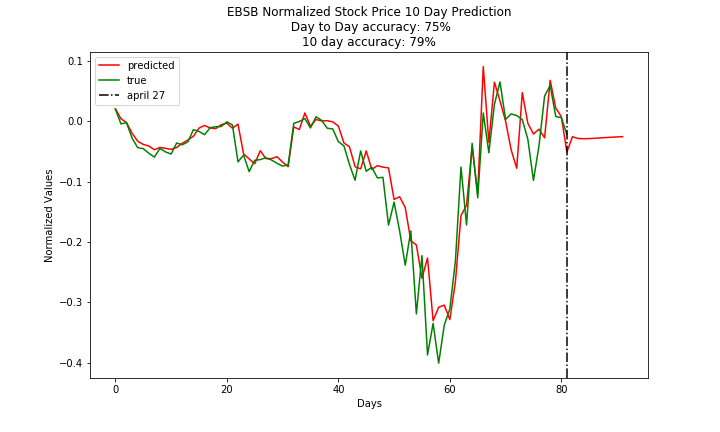 EBSB Normalized Stock Price 10 Day Prediction
Day to Day accuracy: 75%
10 day accuracy: 79%
predicted
true
april 27
Normalized Values
0.1
0.0
−0.1
−0.2
−0.3
−0.4
0 20 40 60 80
Days